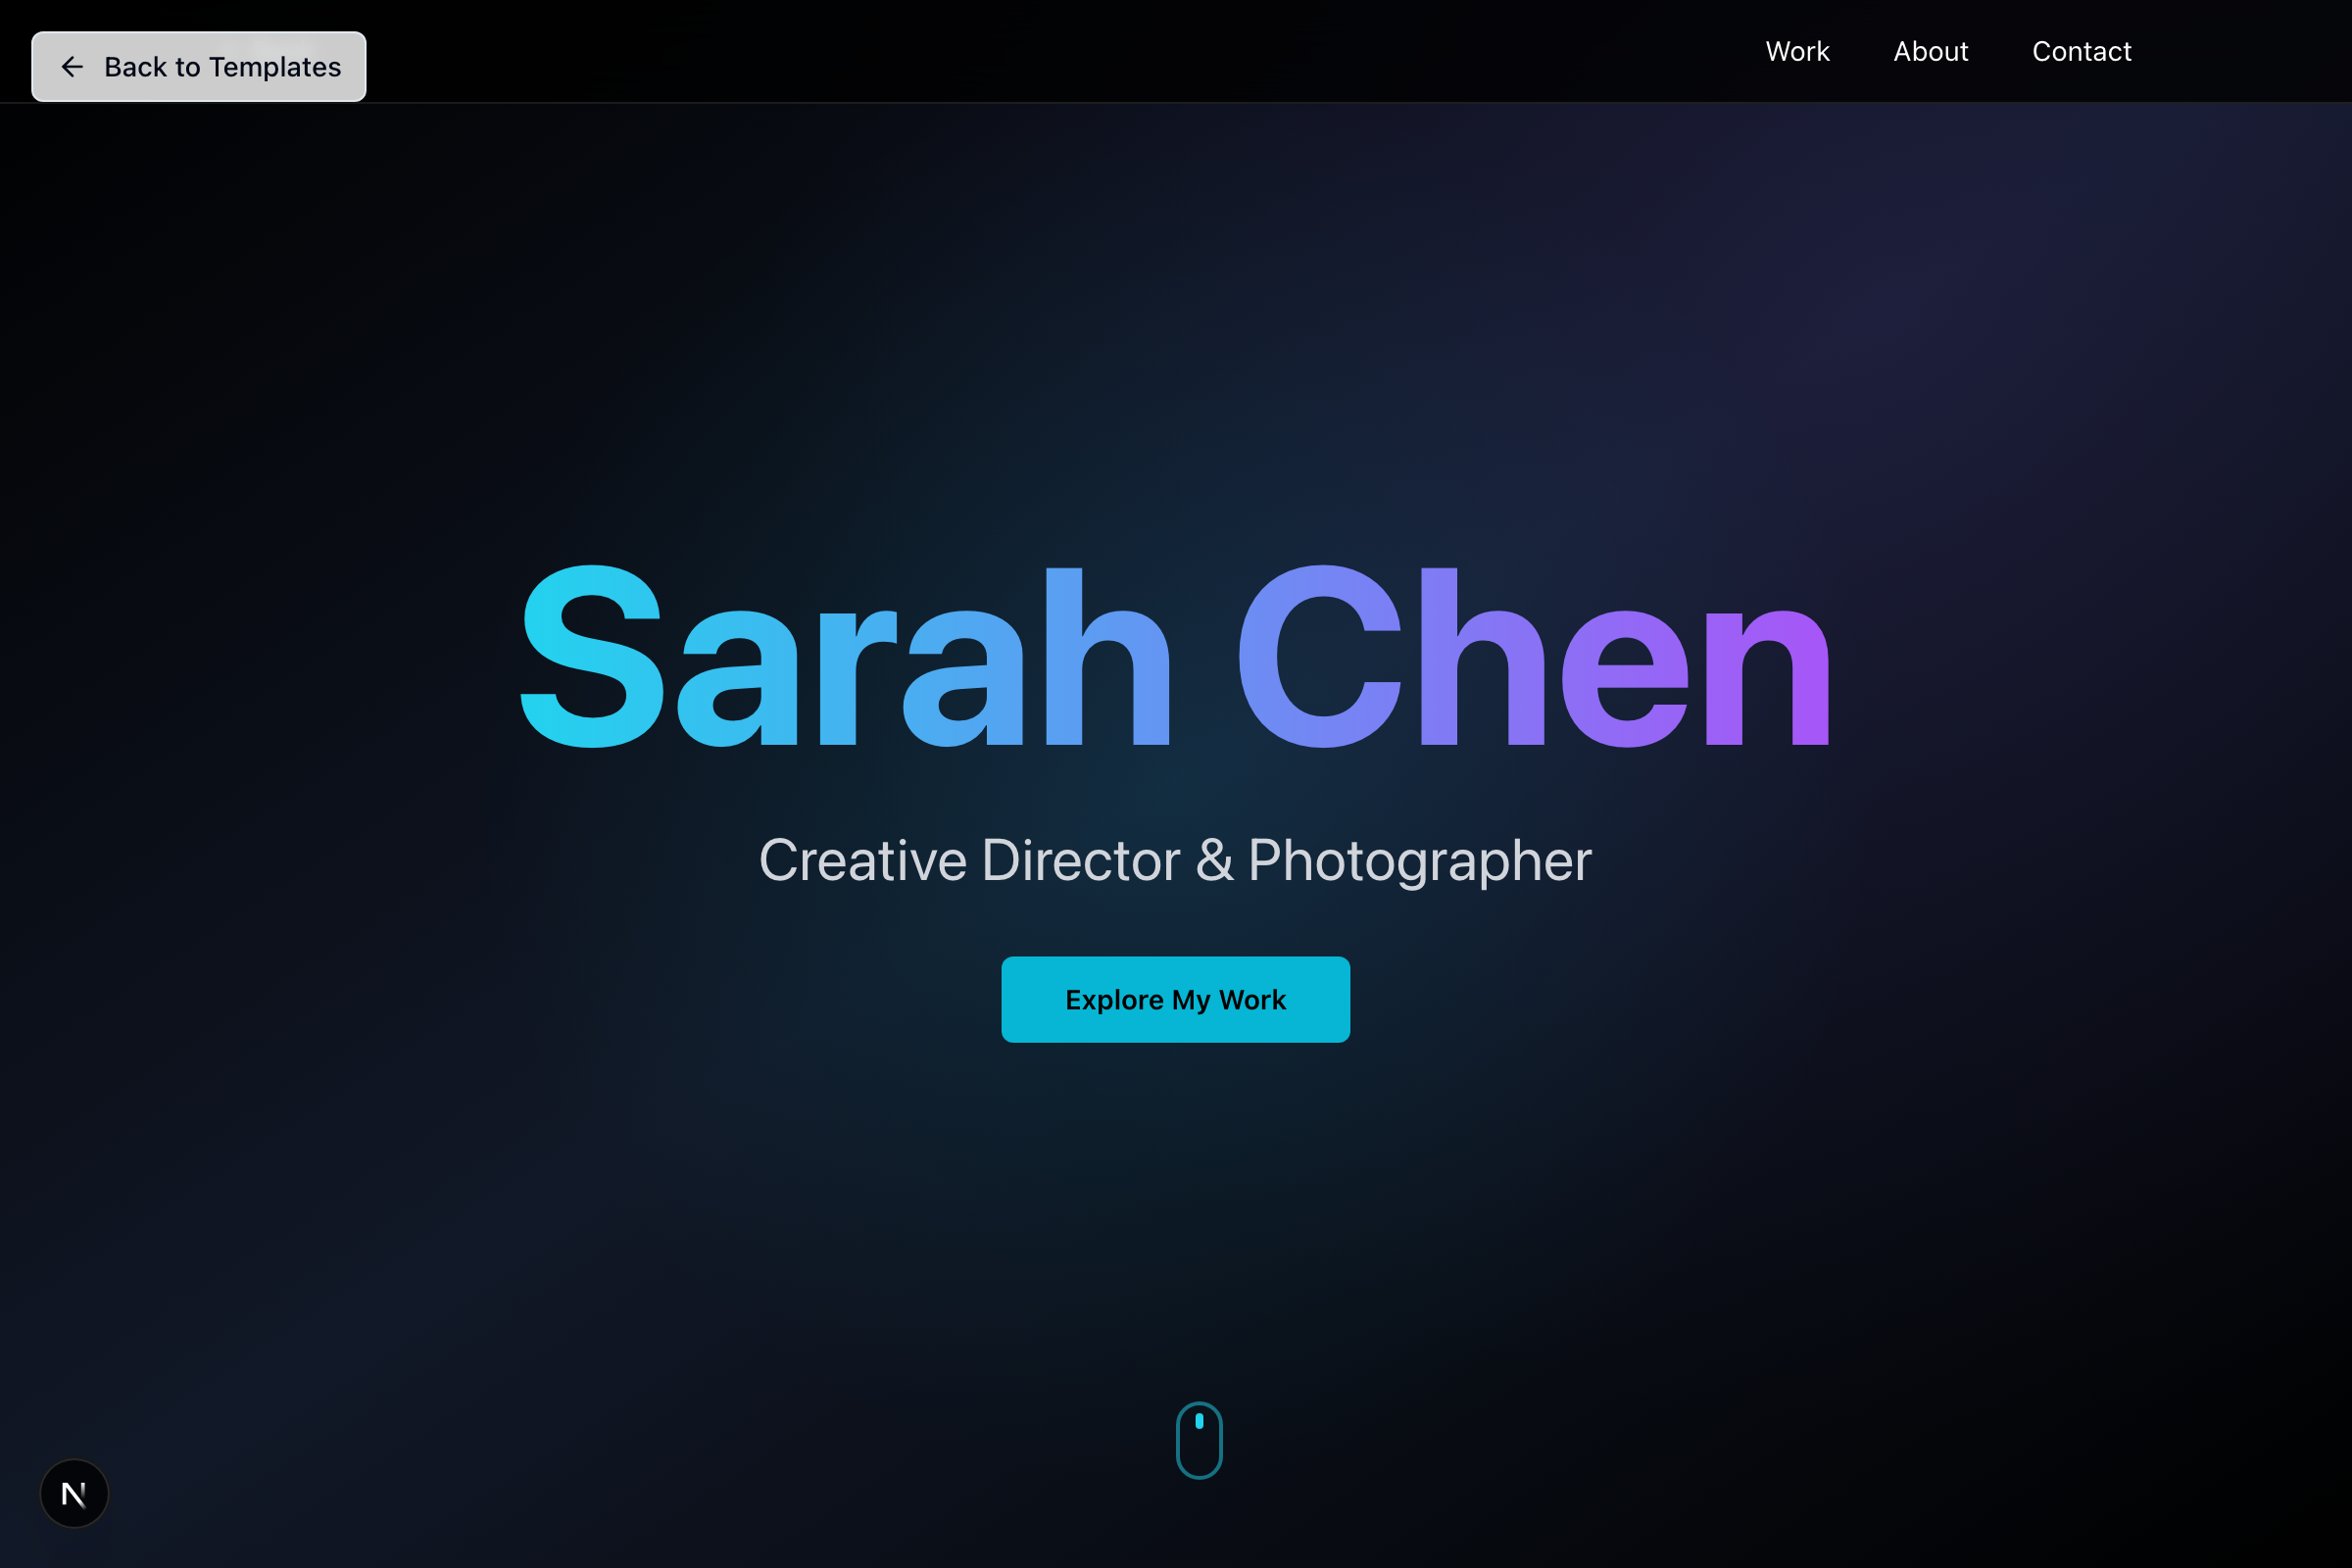 Back to Templates
Work
About
Contact
Sarah Chen
Creative Director & Photographer
Explore My Work
N